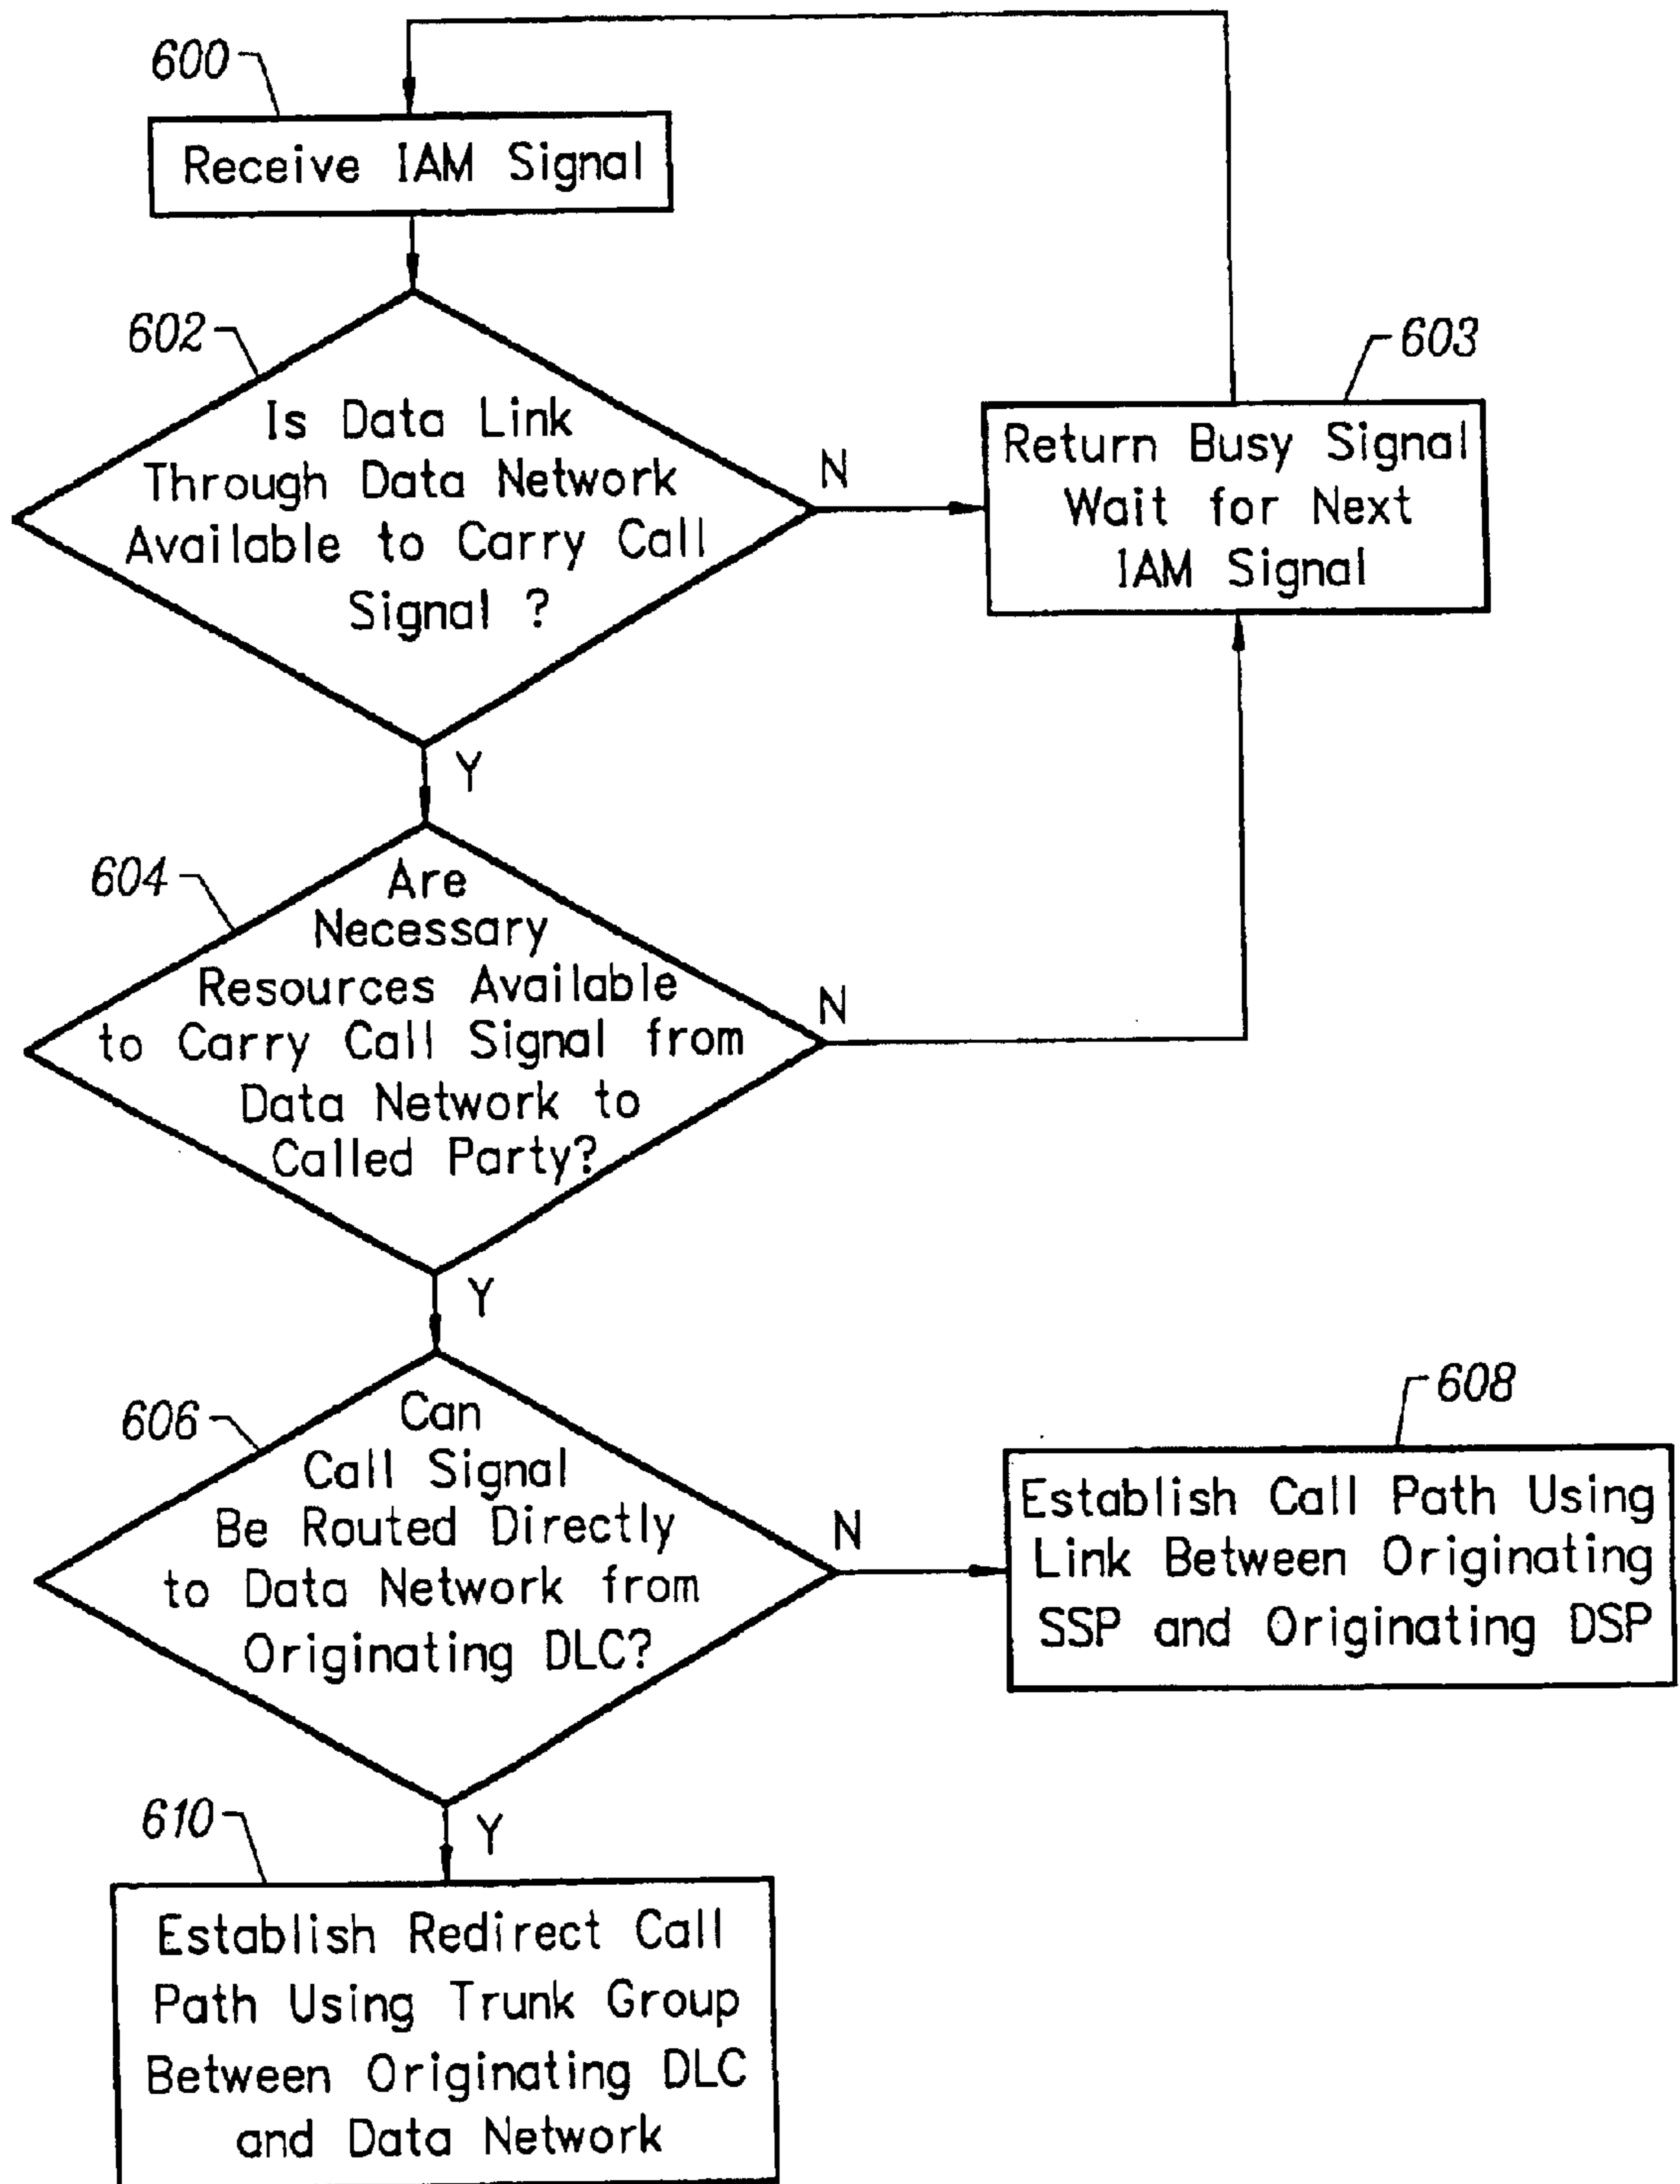 600
Receive IAM Signal
602
Is Data Link
Through Data Network
Available to Carry Call
Signal ?
N
603
Return Busy Signal
Wait for Next
IAM Signal
Y
604
Are
Necessary
Resources Available
to Carry Call Signal from
Data Network to
Called Party?
N
Y
606
Can
Call Signal
Be Routed Directly
to Data Network from
Originating DLC?
N
608
Establish Call Path Using
Link Between Originating
SSP and Originating DSP
Y
610
Establish Redirect Call
Path Using Trunk Group
Between Originating DLC
and Data Network